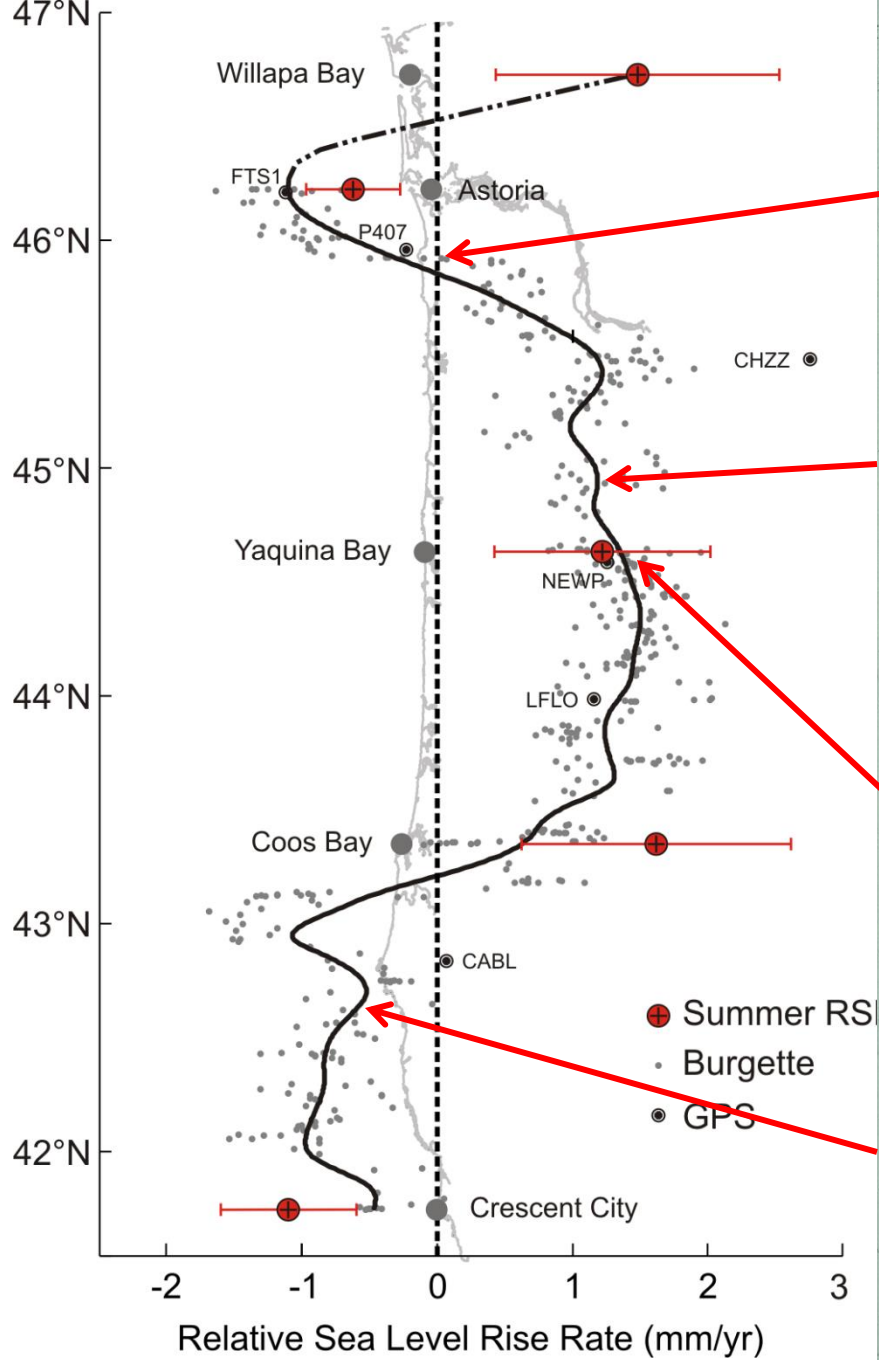 47°N
Willapa Bay
FTS1
Astoria
P407
46°N
CHZZ
45°N
Yaquina Bay
NEWP
44°N
LFLO
Coos Bay
43°N
CABL
Summer RSL
Burgette
GPS
42°N
Crescent City
-2 -1 0 1 2 3
Relative Sea Level Rise Rate (mm/yr)